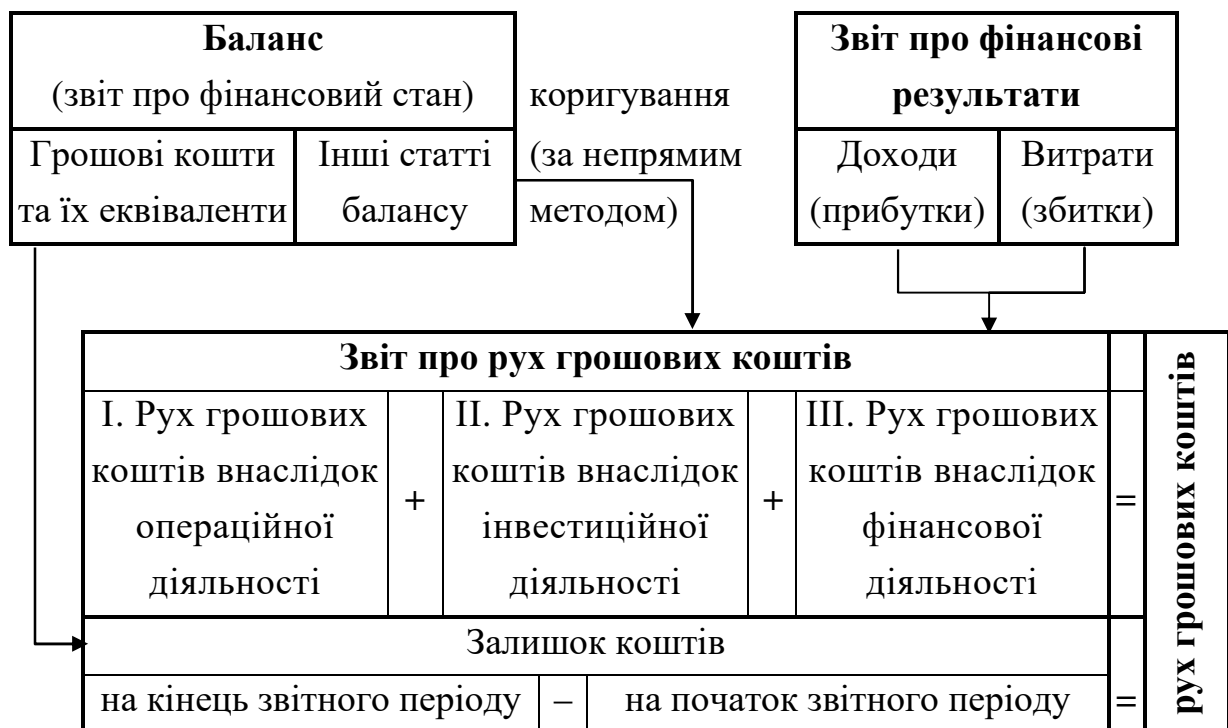 Баланс
(звіт про фінансовий стан)
Грошові кошти
та їх еквіваленти
Інші статті
балансу
коригування
(за непрямим
методом)
Звіт про фінансові
результати
Доходи
(прибутки)
Витрати
(збитки)
Звіт про рух грошових коштів
І. Рух грошових
коштів внаслідок
операційної
діяльності
+
ІІ. Рух грошових
коштів внаслідок
інвестиційної
діяльності
+
ІІІ. Рух грошових
коштів внаслідок
фінансової
діяльності
=
рух грошових коштів
Залишок коштів
на кінець звітного періоду – на початок звітного періоду =